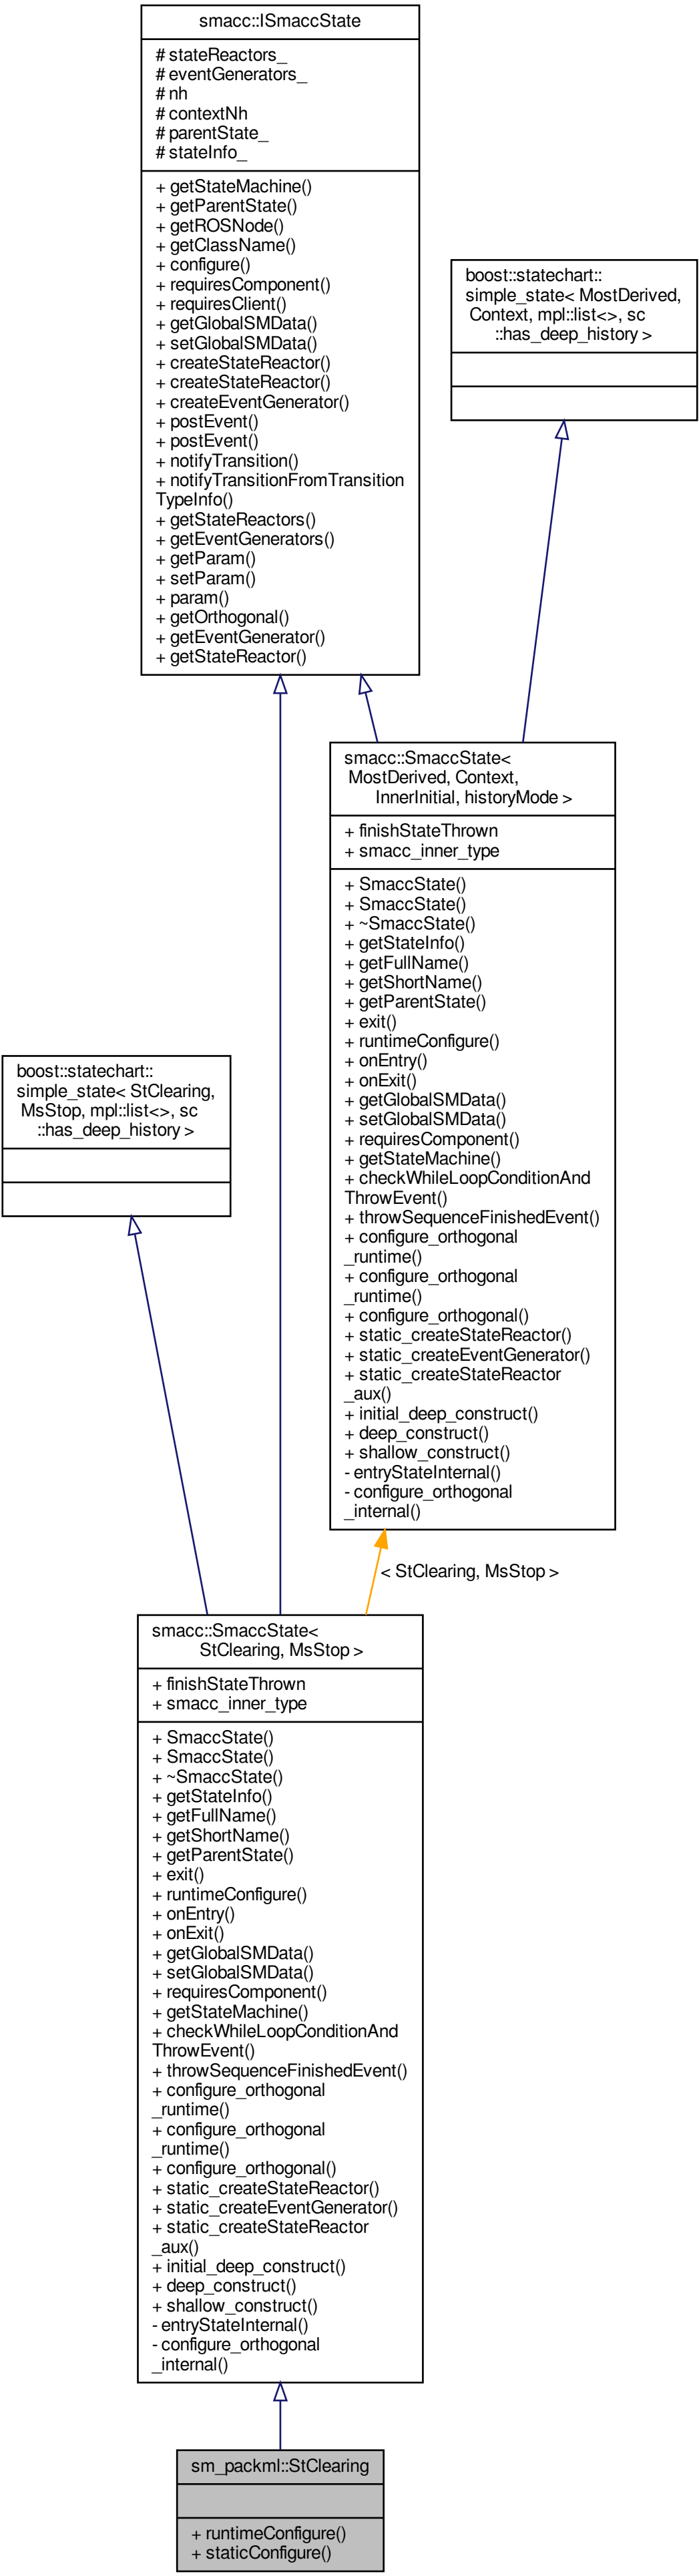 smacc::ISmaccState
# stateReactors_
# eventGenerators_
# nh
# contextNh
# parentState_
# stateInfo_
+ getStateMachine()
+ getParentState()
+ getROSNode()
+ getClassName()
+ configure()
+ requiresComponent()
+ requiresClient()
+ getGlobalSMData()
+ setGlobalSMData()
+ createStateReactor()
+ createStateReactor()
+ createEventGenerator()
+ postEvent()
+ postEvent()
+ notifyTransition()
+ notifyTransitionFromTransition
TypeInfo()
+ getStateReactors()
+ getEventGenerators()
+ getParam()
+ setParam()
+ param()
+ getOrthogonal()
+ getEventGenerator()
+ getStateReactor()
boost::statechart::
simple_state< MostDerived,
Context, mpl::list<>, sc
::has_deep_history >
smacc::SmaccState<
MostDerived, Context,
InnerInitial, historyMode >
+ finishStateThrown
+ smacc_inner_type
+ SmaccState()
+ SmaccState()
+ ~SmaccState()
+ getStateInfo()
+ getFullName()
+ getShortName()
+ getParentState()
+ exit()
+ runtimeConfigure()
+ onEntry()
+ onExit()
+ getGlobalSMData()
+ setGlobalSMData()
+ requiresComponent()
+ getStateMachine()
+ checkWhileLoopConditionAnd
ThrowEvent()
+ throwSequenceFinishedEvent()
+ configure_orthogonal
_runtime()
+ configure_orthogonal
_runtime()
+ configure_orthogonal()
+ static_createStateReactor()
+ static_createEventGenerator()
+ static_createStateReactor
_aux()
+ initial_deep_construct()
+ deep_construct()
+ shallow_construct()
- entryStateInternal()
- configure_orthogonal
_internal()
boost::statechart::
simple_state< StClearing,
MsStop, mpl::list<>, sc
::has_deep_history >
< StClearing, MsStop >
smacc::SmaccState<
StClearing, MsStop >
+ finishStateThrown
+ smacc_inner_type
+ SmaccState()
+ SmaccState()
+ ~SmaccState()
+ getStateInfo()
+ getFullName()
+ getShortName()
+ getParentState()
+ exit()
+ runtimeConfigure()
+ onEntry()
+ onExit()
+ getGlobalSMData()
+ setGlobalSMData()
+ requiresComponent()
+ getStateMachine()
+ checkWhileLoopConditionAnd
ThrowEvent()
+ throwSequenceFinishedEvent()
+ configure_orthogonal
_runtime()
+ configure_orthogonal
_runtime()
+ configure_orthogonal()
+ static_createStateReactor()
+ static_createEventGenerator()
+ static_createStateReactor
_aux()
+ initial_deep_construct()
+ deep_construct()
+ shallow_construct()
- entryStateInternal()
- configure_orthogonal
_internal()
sm_packml::StClearing
+ runtimeConfigure()
+ staticConfigure()